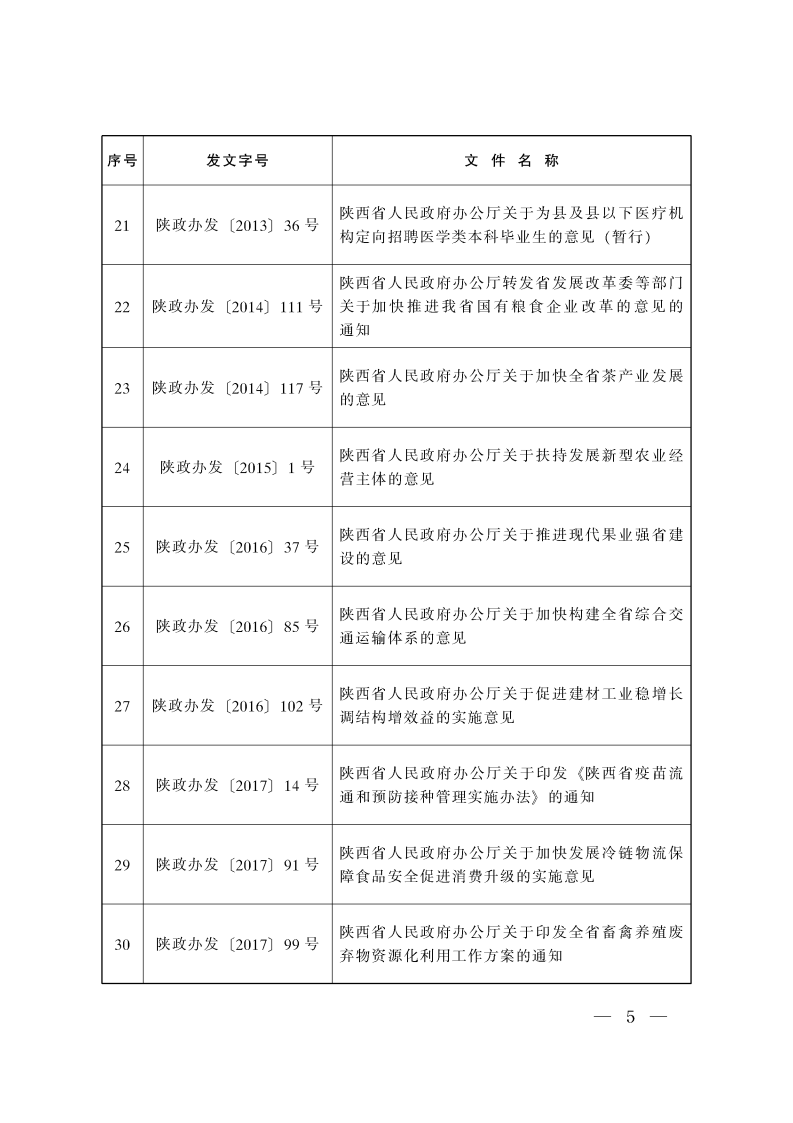 序号 发文字号 文件名称
21 陕政办发〔2013〕36号 陕西省人民政府办公厅关于为县及县以下医疗机
构定向招聘医学类本科毕业生的意见（暂行）
22 陕政办发〔2014〕111号 陕西省人民政府办公厅转发省发展改革委等部门
关于加快推进我省国有粮食企业改革的意见的
通知
23 陕政办发〔2014〕117号 陕西省人民政府办公厅关于加快全省茶产业发展
的意见
24 陕政办发〔2015〕1号 陕西省人民政府办公厅关于扶持发展新型农业经
营主体的意见
25 陕政办发〔2016〕37号 陕西省人民政府办公厅关于推进现代果业强省建
设的意见
26 陕政办发〔2016〕85号 陕西省人民政府办公厅关于加快构建全省综合交
通运输体系的意见
27 陕政办发〔2016〕102号 陕西省人民政府办公厅关于促进建材工业稳增长
调结构增效益的实施意见
28 陕政办发〔2017〕14号 陕西省人民政府办公厅关于印发《陕西省疫苗流
通和预防接种管理实施办法》的通知
29 陕政办发〔2017〕91号 陕西省人民政府办公厅关于加快发展冷链物流保
障食品安全促进消费升级的实施意见
30 陕政办发〔2017〕99号 陕西省人民政府办公厅关于印发全省畜禽养殖废
弃物资源化利用工作方案的通知
— 5 —